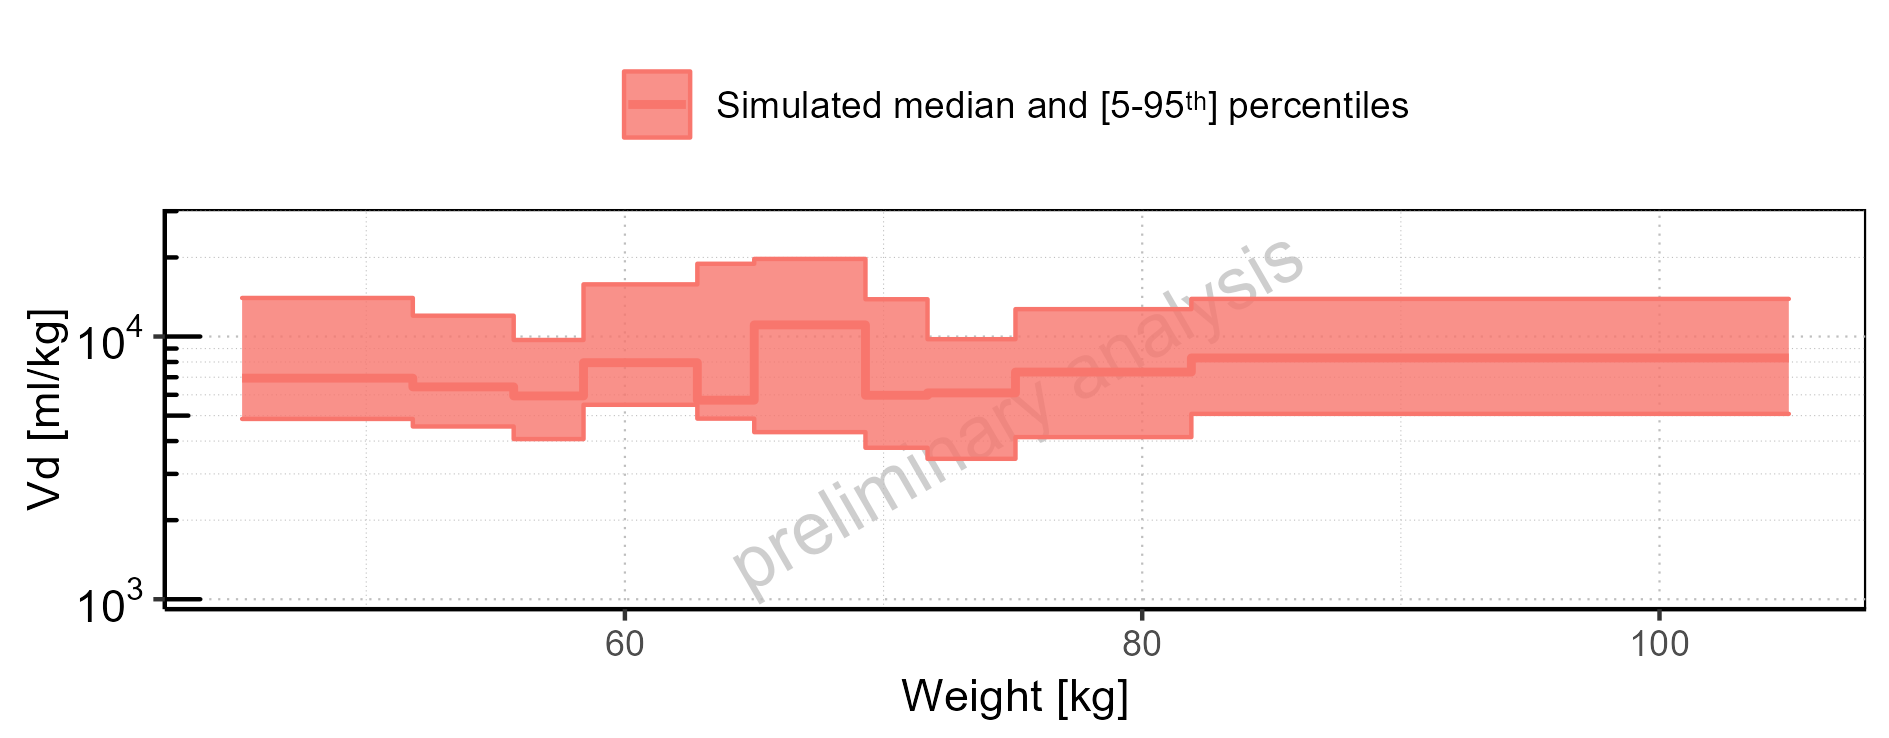 Simulated median and [5-95th] percentiles
Vd [ml/kg]
10^4
10^3
preliminary analysis
60 80 100
Weight [kg]